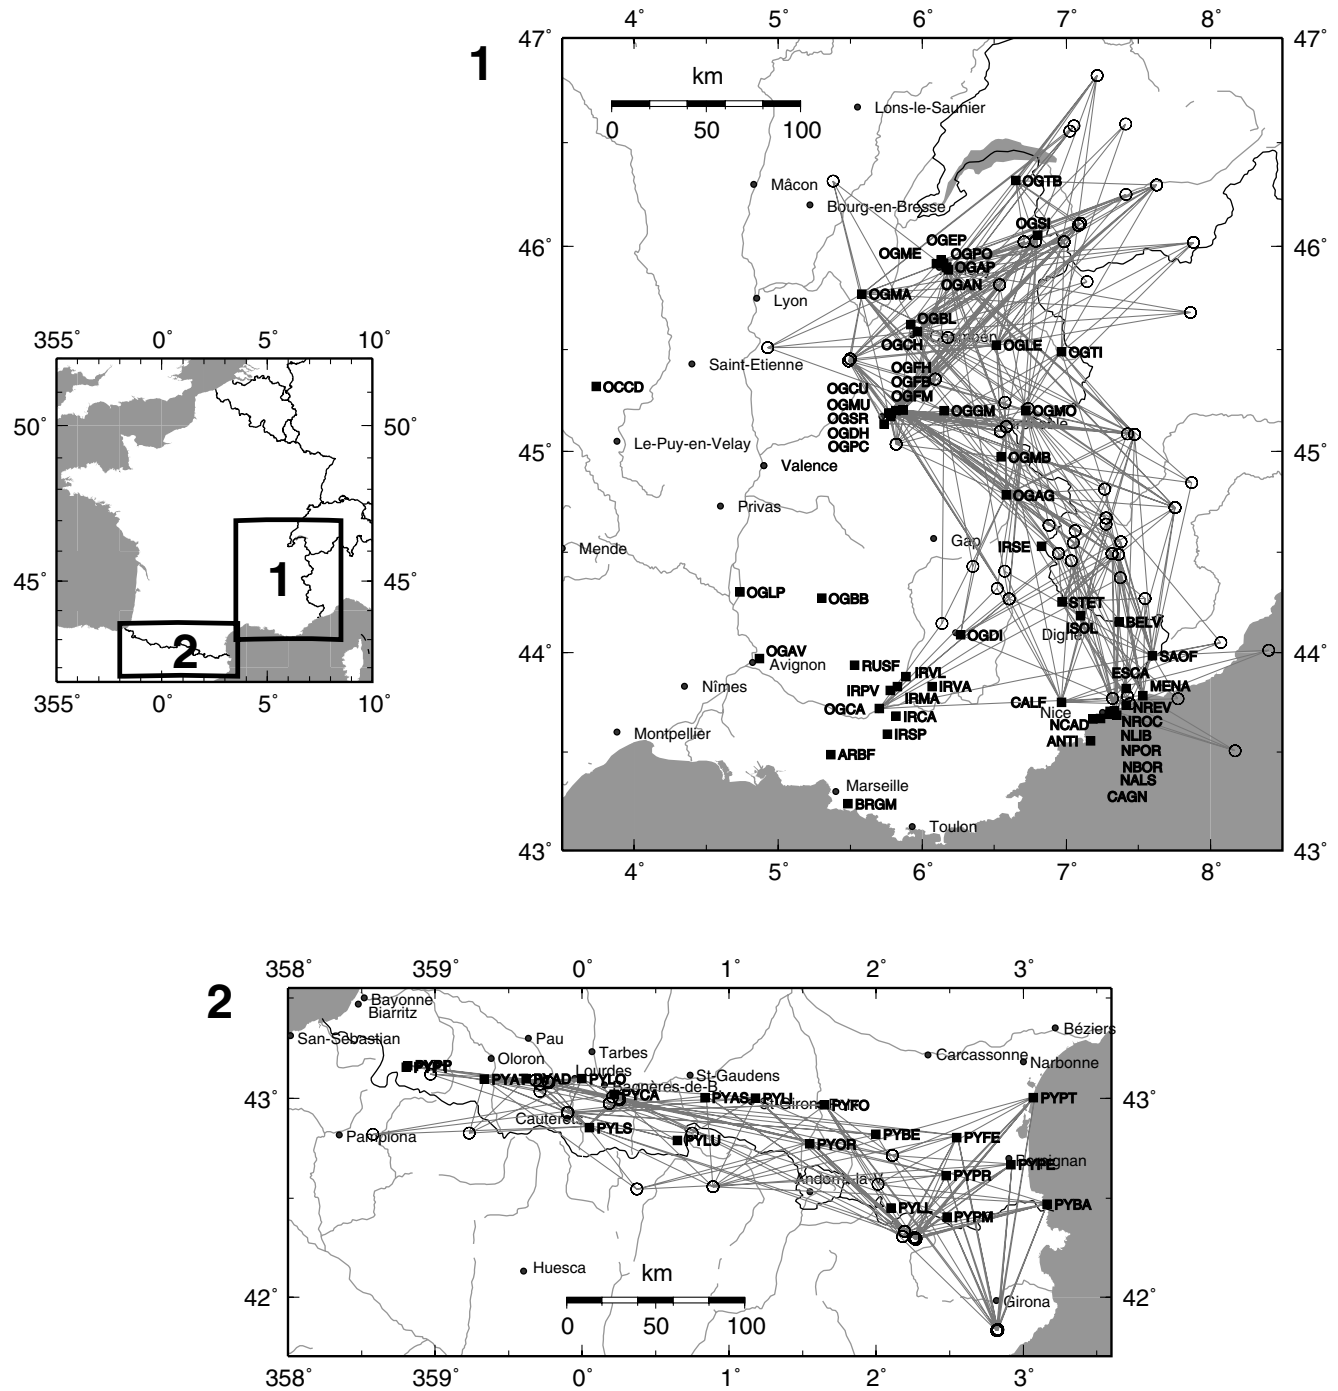 1
4° 5° 6° 7° 8°
47° 47°
km
0 50 100
Lons-le-Saunier
Mâcon
OGTB
Bourg-en-Bresse
OGSI
OGEP
46° 46°
OGME OGPO
OGAP
OGAN
OGMA
Lyon
OGBL
OGCH
OGLE
OGTI
Saint-Etienne
OGFH
OGFB
OCCD
OGCU
OGFM
OGMU
OGGM
OGMO
OGSR
OGDH
OGPC
Le-Puy-en-Velay
45° 45°
Valence
OGMB
OGAG
Privas
Gap
IRSE
Mende
OGLP
OGBB
STET
ISOL
BELV
Digne
OGDI
44° 44°
OGAV
Avignon
RUSF
SAOF
IRVL
ESCA
Nîmes
IRPV
IRVA
MENA
IRMA
CALF
OGCA
NREV
IRCA
Nice
NCAD
NROC
Montpellier
IRSP
ANTI
NLIB
NPOR
ARBF
NBOR
NALS
Marseille
CAGN
BRGM
Toulon
43° 43°
4° 5° 6° 7° 8°
355° 0° 5° 10°
50° 50°
1
45° 45°
2
355° 0° 5° 10°
2
358° 359° 0° 1° 2° 3°
Bayonne
Biarritz
San-Sebastian
Pau
Béziers
Tarbes
Carcassonne
Oloron
Narbonne
PYPP
Lourdes
St-Gaudens
PYAT
PYAD
PYLO
Bagnères-de-B
43° 43°
PYCA
PYAS
PYLI
PYFO
PYPT
Cauterets
Pamplona
PYLS
PYLU
PYOR
PYBE
PYFE
Perpignan
PYPE
Andorra-la-V
PYPR
PYLL
PYPM
PYBA
Huesca
km
42° 42°
Girona
0 50 100
358° 359° 0° 1° 2° 3°